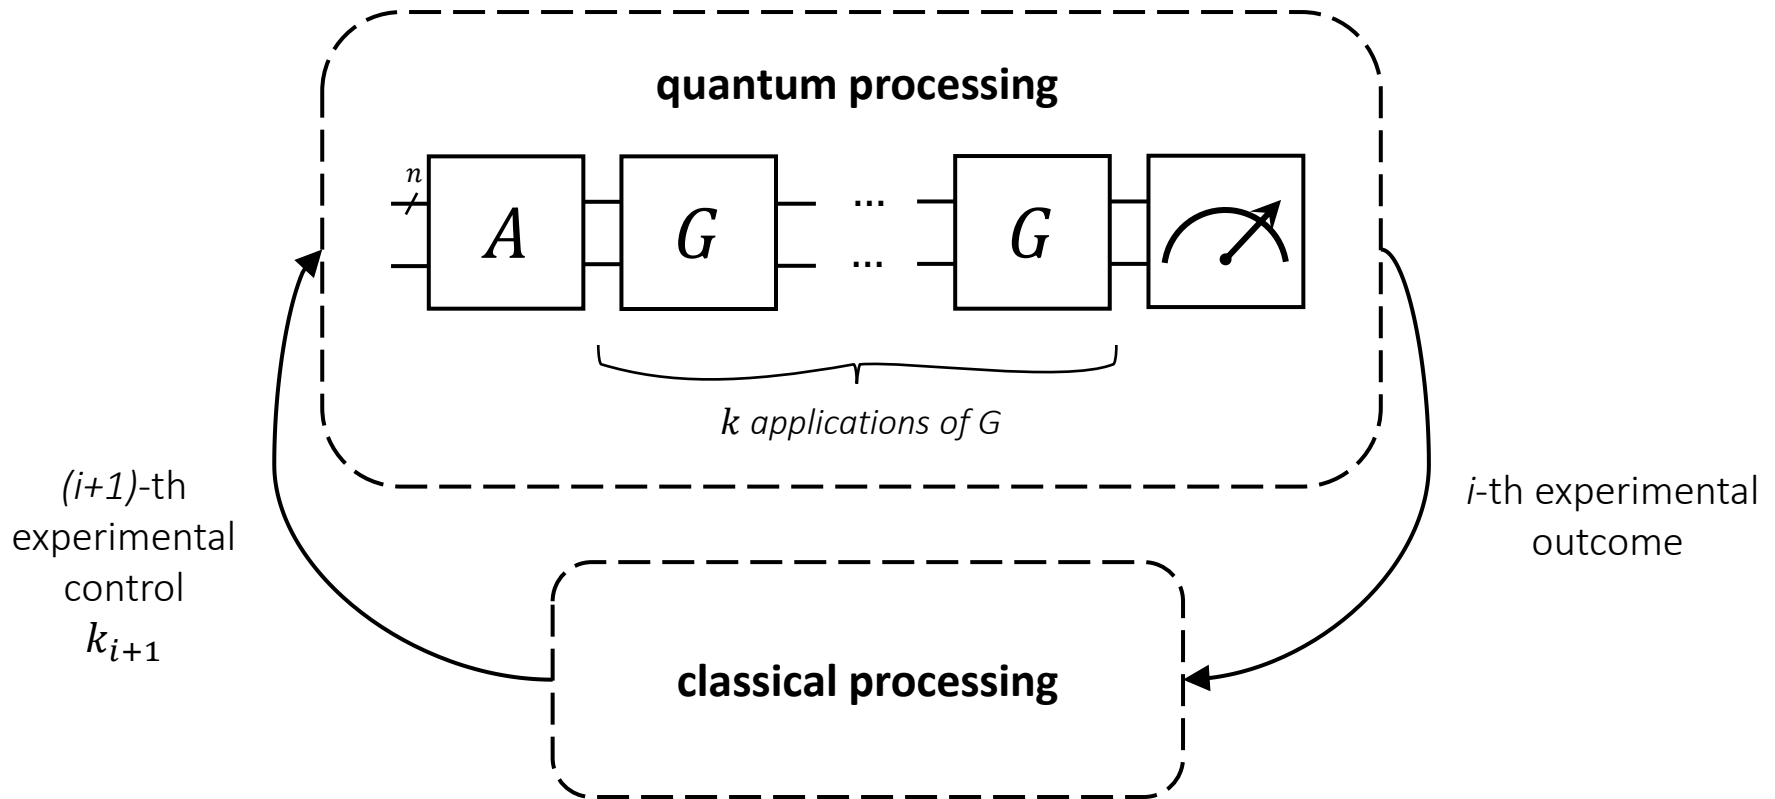 quantum processing
n
A
G
...
...
G
k applications of G
(i+1)-th
experimental
control
k_{i+1}
i-th experimental
outcome
classical processing